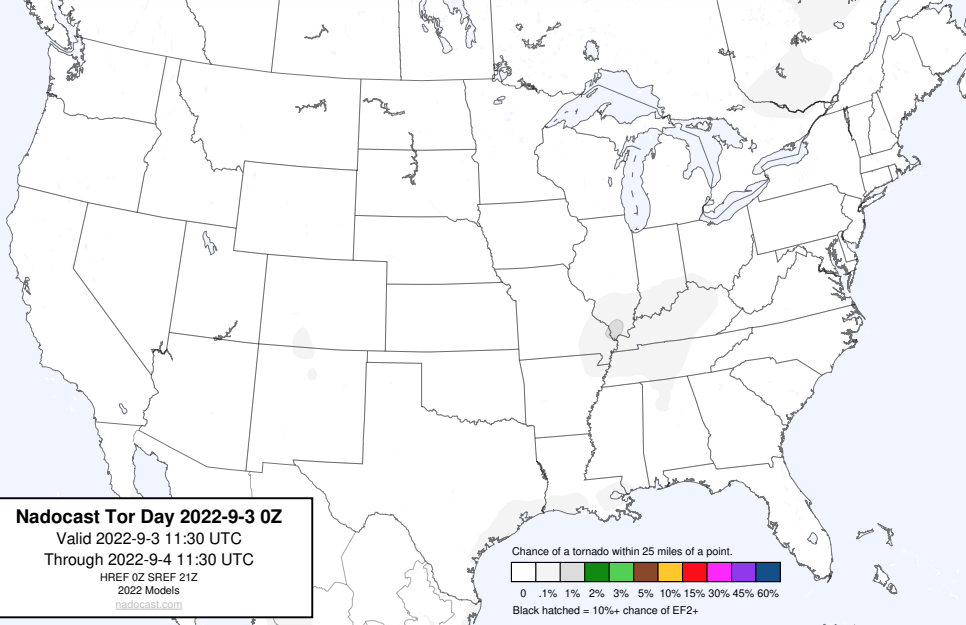 Nadocast Tor Day 2022-9-3 0Z
Valid 2022-9-3 11:30 UTC
Through 2022-9-4 11:30 UTC
HREF 0Z SREF 21Z
2022 Models
nadocast.com
Chance of a tornado within 25 miles of a point.
0 .1% 1% 2% 3% 5% 10% 15% 30% 45% 60%
Black hatched = 10%+ chance of EF2+